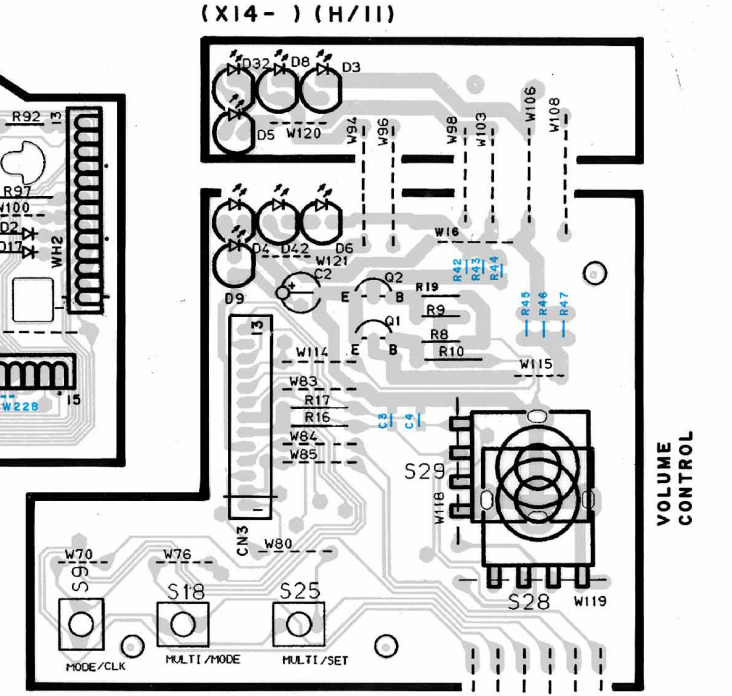 (X14- ) (H/11)
D32 D8 D3
D5 W120
W94 W96 W98 W103 W106 W108
R92 13
R97
W100
D2
D17
WH2
1
15
W228
D4 D42 D6
W121
D9
C2
+
W16
R42 R43 R44
R45 R46 R47
Q2
E B
R19
R9
Q1
E B
R8
R10
13
W114
W115
W83
R17
R16
C3 C4
W84
W85
1
CN3
W80
S29
W118
VOLUME
CONTROL
W70 W76
S9 S18 S25
S28 W119
MODE/CLK MULTI/MODE MULTI/SET